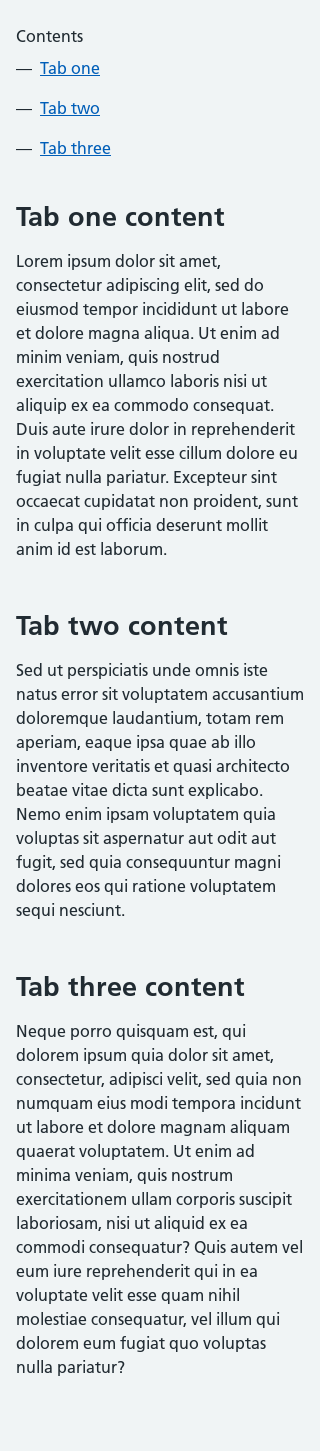 Contents
— Tab one
— Tab two
— Tab three
Tab one content
Lorem ipsum dolor sit amet,
consectetur adipiscing elit, sed do
eiusmod tempor incididunt ut labore
et dolore magna aliqua. Ut enim ad
minim veniam, quis nostrud
exercitation ullamco laboris nisi ut
aliquip ex ea commodo consequat.
Duis aute irure dolor in reprehenderit
in voluptate velit esse cillum dolore eu
fugiat nulla pariatur. Excepteur sint
occaecat cupidatat non proident, sunt
in culpa qui officia deserunt mollit
anim id est laborum.
Tab two content
Sed ut perspiciatis unde omnis iste
natus error sit voluptatem accusantium
doloremque laudantium, totam rem
aperiam, eaque ipsa quae ab illo
inventore veritatis et quasi architecto
beatae vitae dicta sunt explicabo.
Nemo enim ipsam voluptatem quia
voluptas sit aspernatur aut odit aut
fugit, sed quia consequuntur magni
dolores eos qui ratione voluptatem
sequi nesciunt.
Tab three content
Neque porro quisquam est, qui
dolorem ipsum quia dolor sit amet,
consectetur, adipisci velit, sed quia non
numquam eius modi tempora incidunt
ut labore et dolore magnam aliquam
quaerat voluptatem. Ut enim ad
minima veniam, quis nostrum
exercitationem ullam corporis suscipit
laboriosam, nisi ut aliquid ex ea
commodi consequatur? Quis autem vel
eum iure reprehenderit qui in ea
voluptate velit esse quam nihil
molestiae consequatur, vel illum qui
dolorem eum fugiat quo voluptas
nulla pariatur?